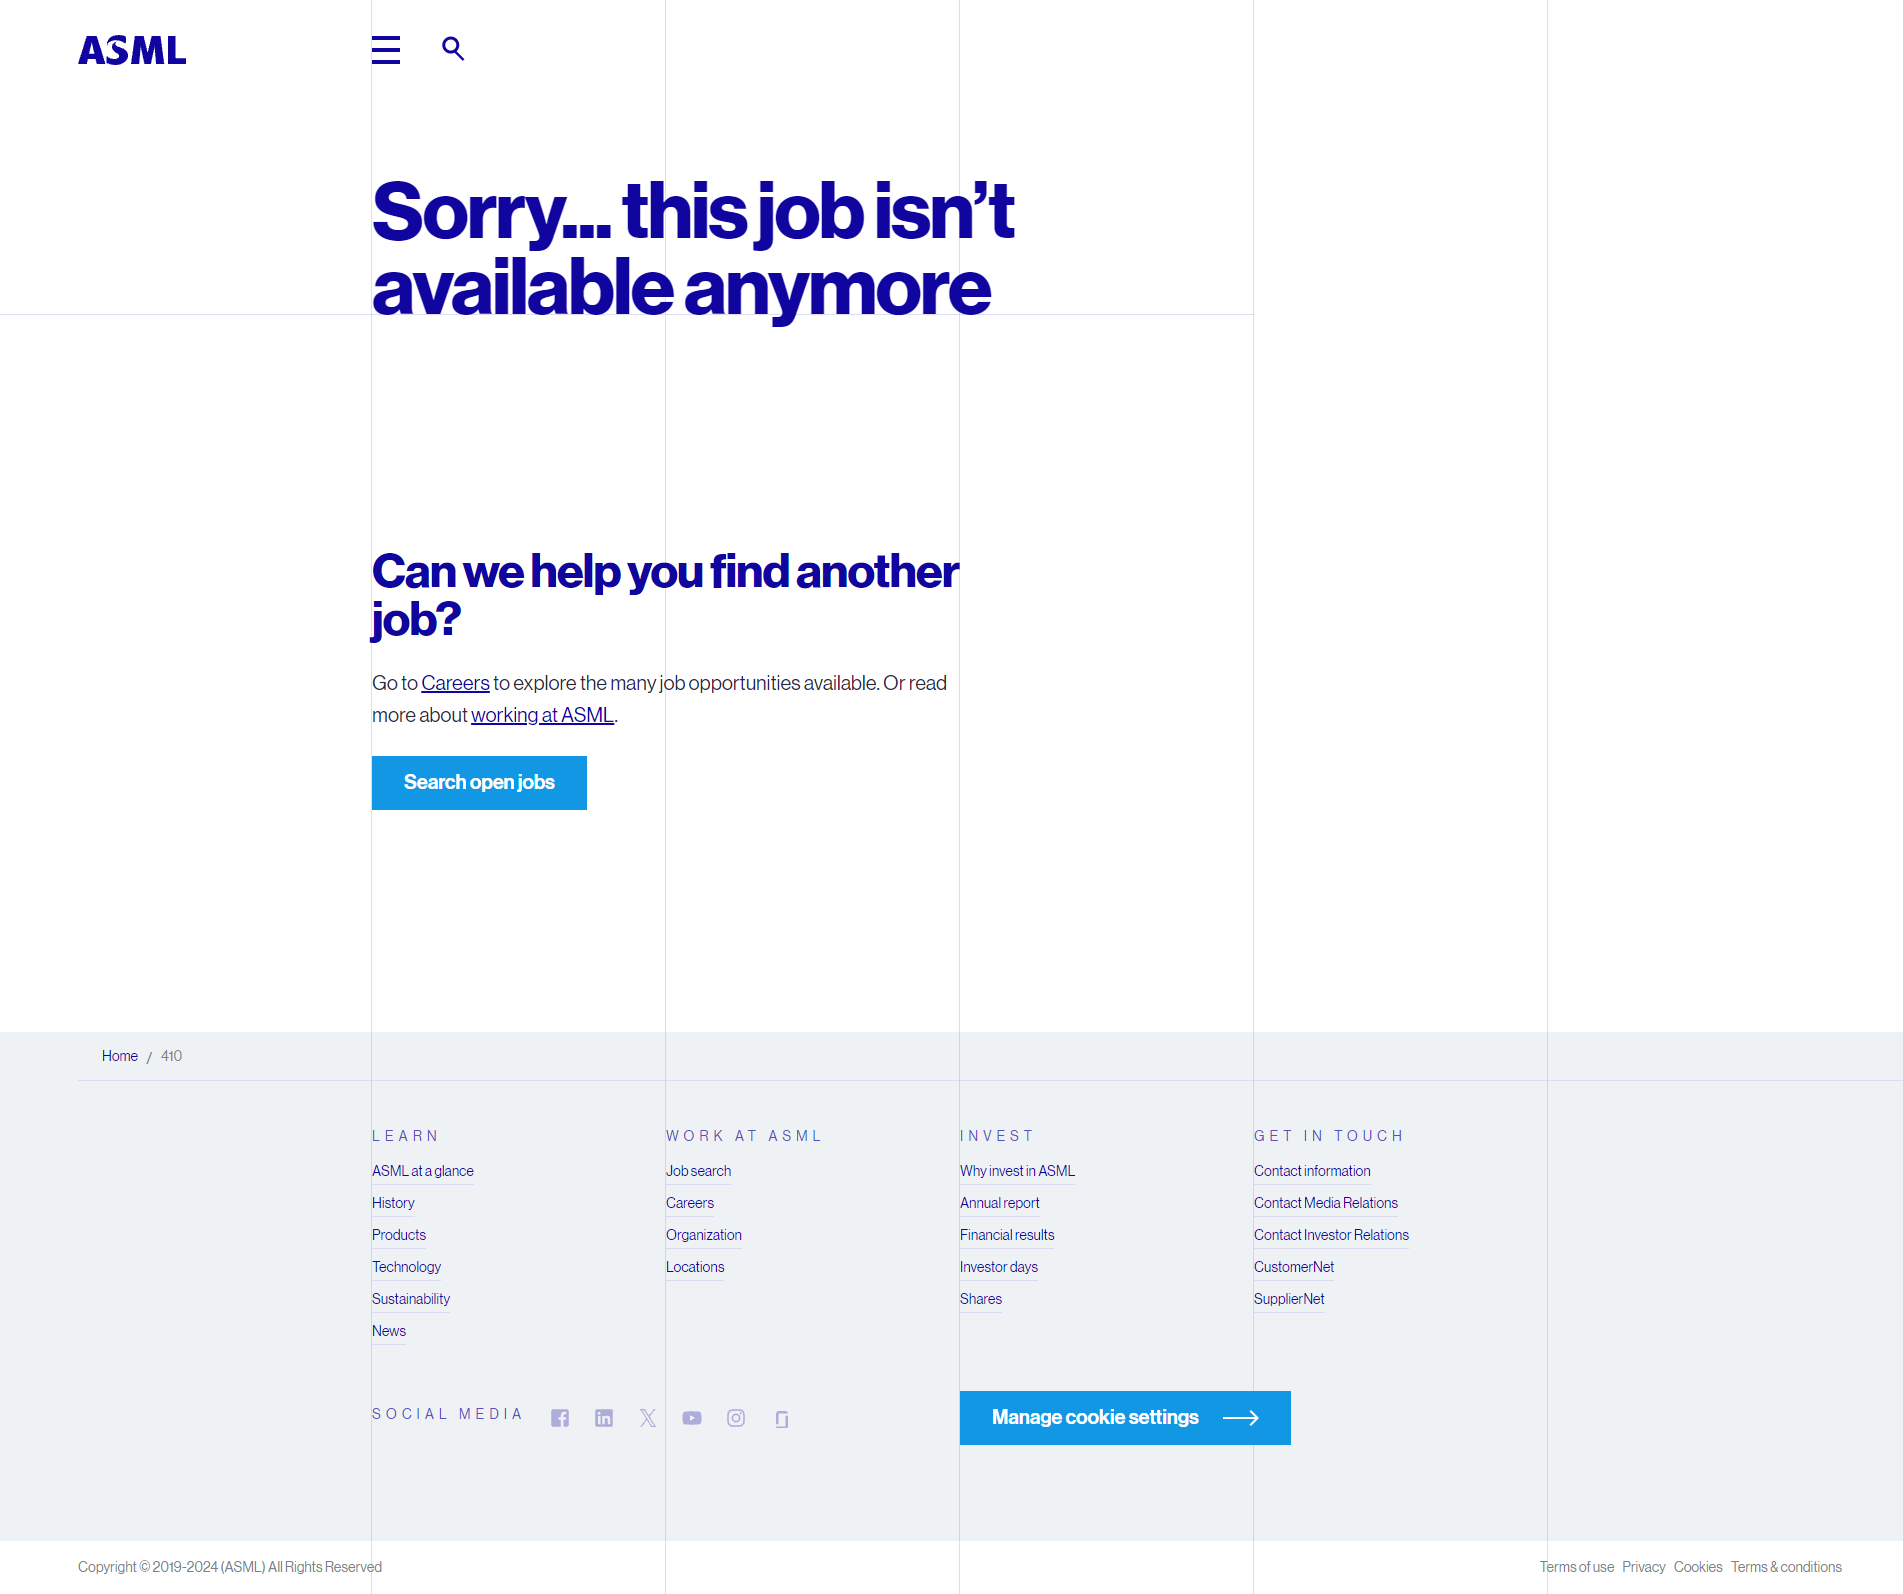 ASML
Sorry... this job isn’t
available anymore
Can we help you find another
job?
Go to Careers to explore the many job opportunities available. Or read
more about working at ASML.
Search open jobs
Home / 410
LEARN
ASML at a glance
History
Products
Technology
Sustainability
News
WORK AT ASML
Job search
Careers
Organization
Locations
INVEST
Why invest in ASML
Annual report
Financial results
Investor days
Shares
GET IN TOUCH
Contact information
Contact Media Relations
Contact Investor Relations
CustomerNet
SupplierNet
SOCIAL MEDIA
Manage cookie settings
Copyright © 2019-2024 (ASML) All Rights Reserved
Terms of use Privacy Cookies Terms & conditions